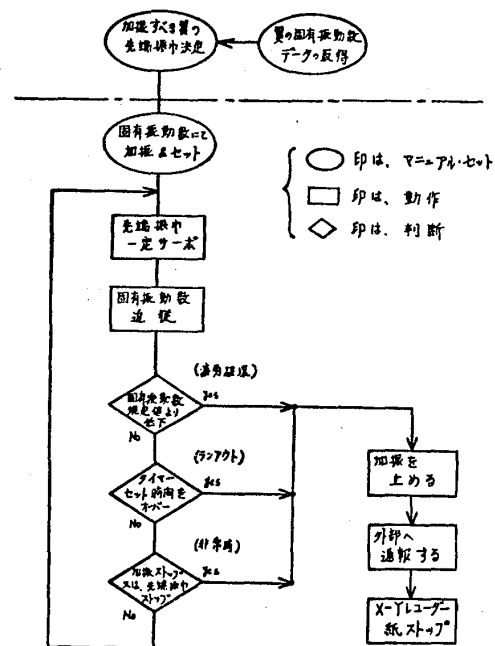 加振すべき翼の
先端振巾決定
翼の固有振動数
データの取得
固有振動数にて
加振&セット
印は、マニュアル・セット
印は、動作
印は、判断
先端振巾
一定サーボ
固有振動数
追従
(疲労破壊)
固有振動数
規定値より
低下
yes
No
(ランアウト)
タイマー
セット時間を
オーバー
yes
No
(非常時)
加振ストップ
又は、先端振巾
ストップ
yes
No
加振を
止める
外部へ
通報する
X-Yレコーダー
紙ストップ